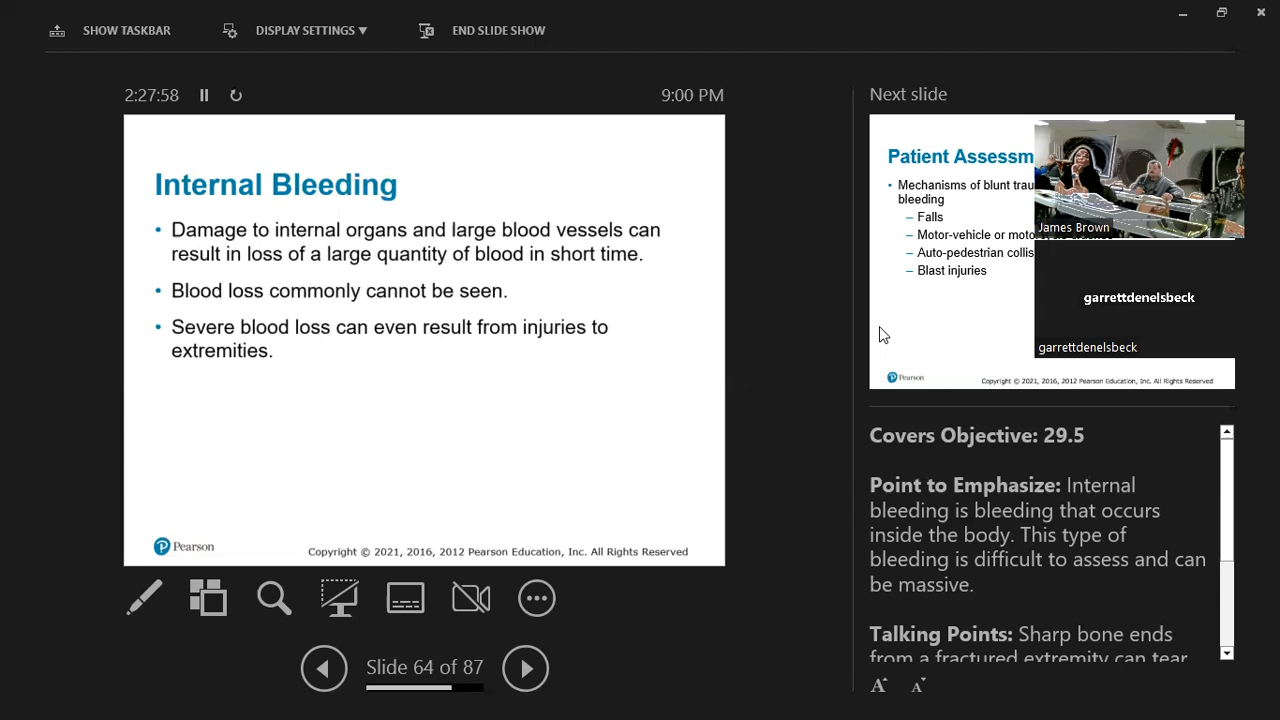 SHOW TASKBAR
DISPLAY SETTINGS ▼
END SLIDE SHOW
2:27:58
9:00 PM
Internal Bleeding
• Damage to internal organs and large blood vessels can
result in loss of a large quantity of blood in short time.
• Blood loss commonly cannot be seen.
• Severe blood loss can even result from injuries to
extremities.
Pearson
Copyright © 2021, 2016, 2012 Pearson Education, Inc. All Rights Reserved
Slide 64 of 87
Next slide
Patient Assessm
• Mechanisms of blunt trau
bleeding
– Falls
– Motor-vehicle or moto
– Auto-pedestrian collis
– Blast injuries
Pearson
Copyright © 2021, 2016, 2012 Pearson Education, Inc. All Rights Reserved
James Brown
garrettdenelsbeck
garrettdenelsbeck
Covers Objective: 29.5
Point to Emphasize: Internal
bleeding is bleeding that occurs
inside the body. This type of
bleeding is difficult to assess and can
be massive.
Talking Points: Sharp bone ends
from a fractured extremity can tear
A A